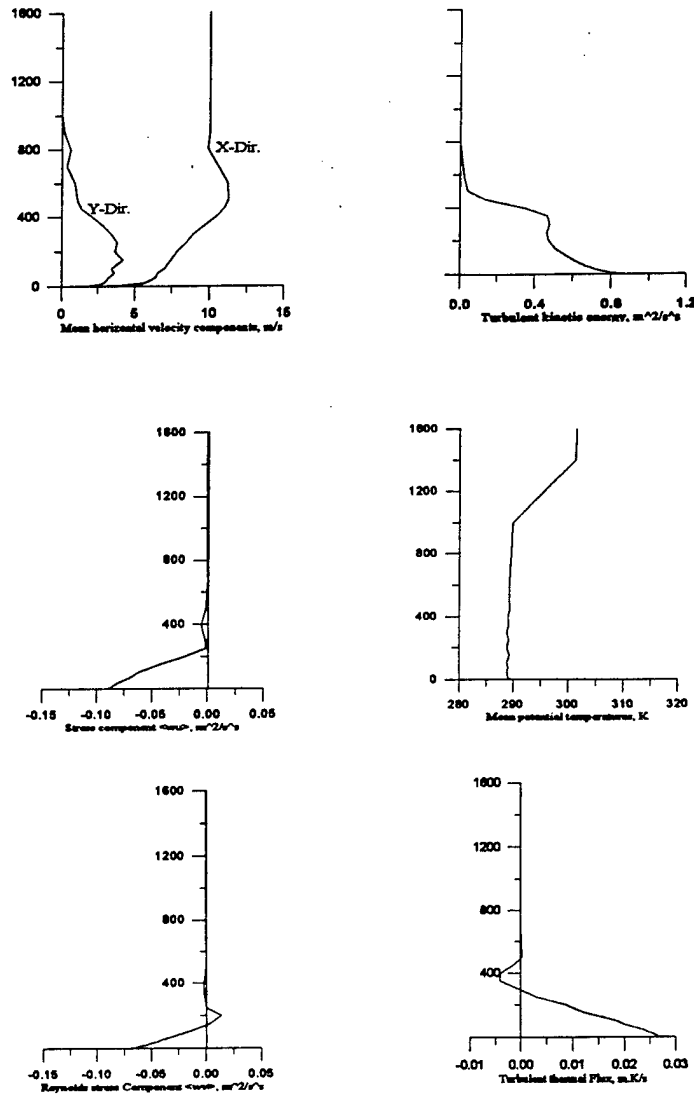 1600
1200
800
X-Dir.
Y-Dir.
400
0
0 5 10 15
Mean horizontal velocity components, m/s
0.0 0.4 0.8 1.2
Turbulent kinetic energy, m^2/s^s
1600
1200
800
400
-0.15 -0.10 -0.05 0.00 0.05
Stress component <wu>, m^2/s^s
1600
1200
800
400
0
280 290 300 310 320
Mean potential temperatures, K
1600
1200
800
400
-0.15 -0.10 -0.05 0.00 0.05
Reynolds stress Component <wv>, m^2/s^s
1600
1200
800
400
-0.01 0.00 0.01 0.02 0.03
Turbulent thermal Flux, m.K/s